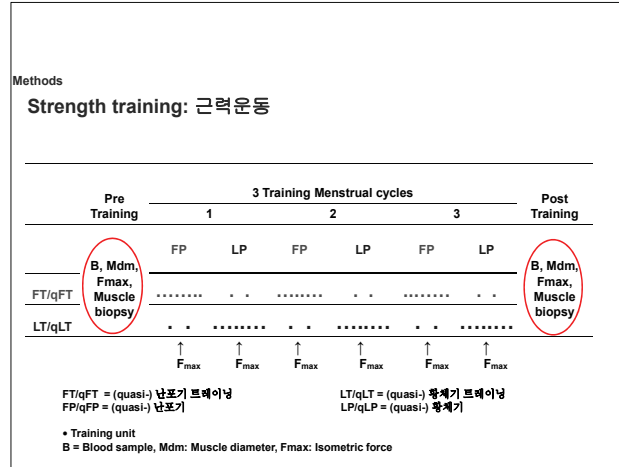 Methods
Strength training: 근력운동
Pre Training 3 Training Menstrual cycles Post Training
1 2 3
FP LP FP LP FP LP
B, Mdm, Fmax, Muscle biopsy
B, Mdm, Fmax, Muscle biopsy
FT/qFT ........ . . ........ . . ........ . .
LT/qLT . . ........ . . ........ . . ........
↑ ↑ ↑ ↑ ↑ ↑
Fmax Fmax Fmax Fmax Fmax Fmax
FT/qFT = (quasi-) 난포기 트레이닝 LT/qLT = (quasi-) 황체기 트레이닝
FP/qFP = (quasi-) 난포기 LP/qLP = (quasi-) 황체기
• Training unit
B = Blood sample, Mdm: Muscle diameter, Fmax: Isometric force